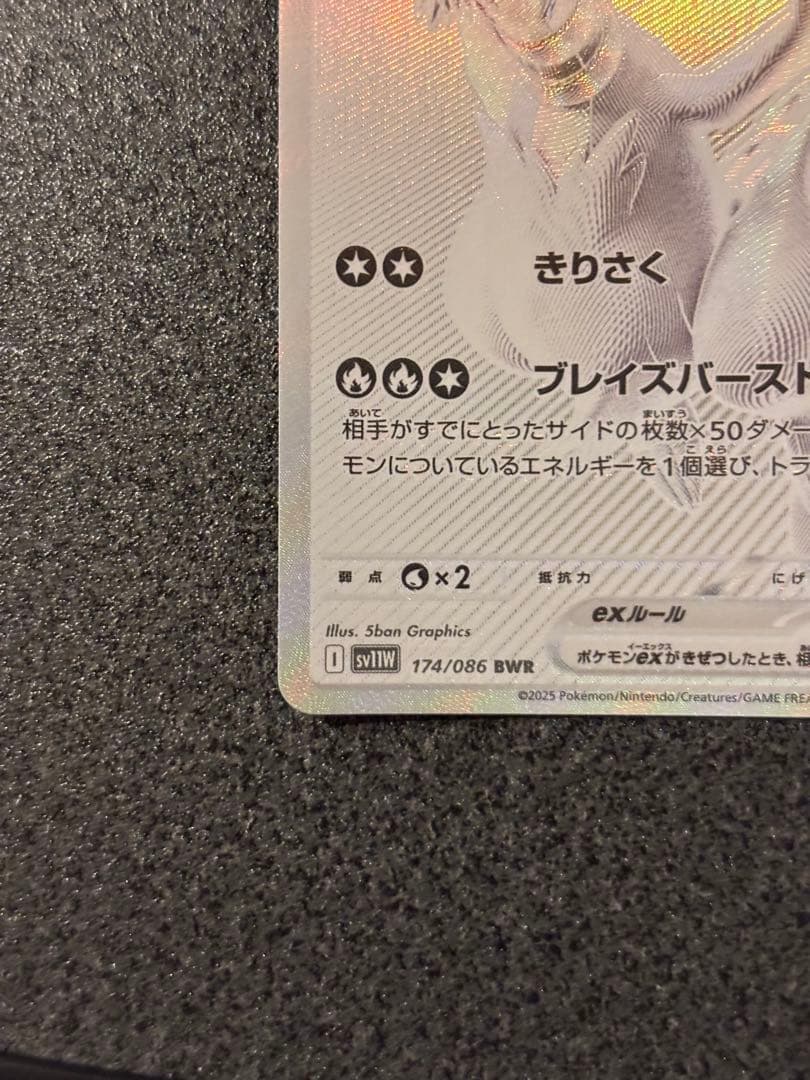 きりさく
ブレイズバースト
あいて まいすう
相手がすでにとったサイドの枚数×50ダメー
こ えら
モンについているエネルギーを1個選び、トラ
弱点 ×2 抵抗力 にげ
exルール
Illus. 5ban Graphics
イーエックス
ポケモンexがきぜつしたとき、相
I sv11W 174/086 BWR
©2025 Pokémon/Nintendo/Creatures/GAME FREA